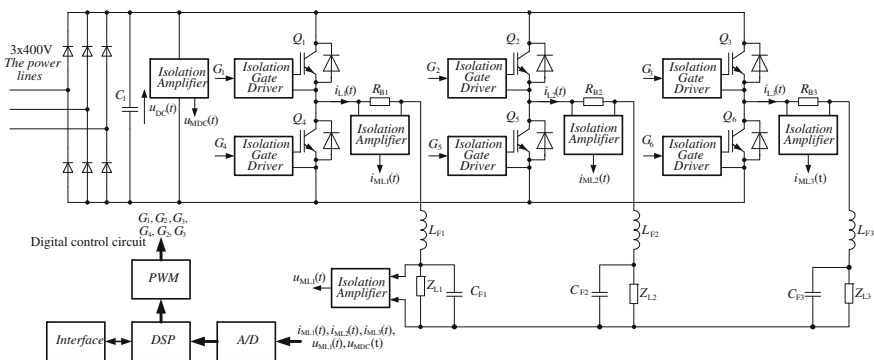 3x400V
The power
lines
C1
Isolation
Amplifier
uDC(t)
uMDC(t)
G1
Isolation
Gate
Driver
Q1
iL1(t)
RB1
G4
Isolation
Gate
Driver
Q4
Isolation
Amplifier
iML1(t)
G2
Isolation
Gate
Driver
Q2
iL2(t)
RB2
G5
Isolation
Gate
Driver
Q5
Isolation
Amplifier
iML2(t)
G3
Isolation
Gate
Driver
Q3
iL3(t)
RB3
G6
Isolation
Gate
Driver
Q6
Isolation
Amplifier
iML3(t)
LF1
LF2
LF3
G1, G2, G3,
G4, G2, G3
Digital control circuit
PWM
uML1(t)
Isolation
Amplifier
ZL1
CF1
CF2
ZL2
CF3
ZL3
Interface
DSP
A/D
iML1(t), iML2(t), iML3(t),
uML1(t), uMDC(t)